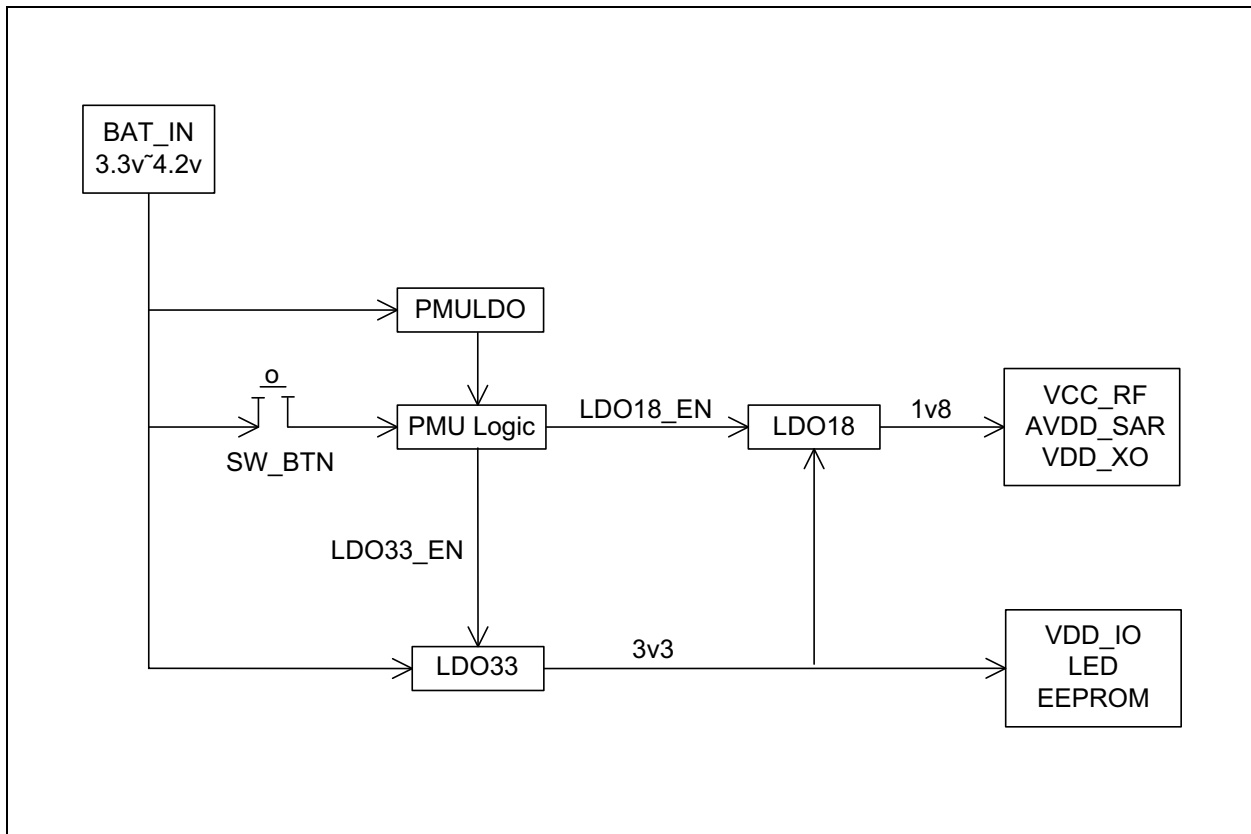 BAT_IN
3.3v~4.2v
PMULDO
o
SW_BTN
PMU Logic
LDO18_EN
LDO18
1v8
VCC_RF
AVDD_SAR
VDD_XO
LDO33_EN
LDO33
3v3
VDD_IO
LED
EEPROM